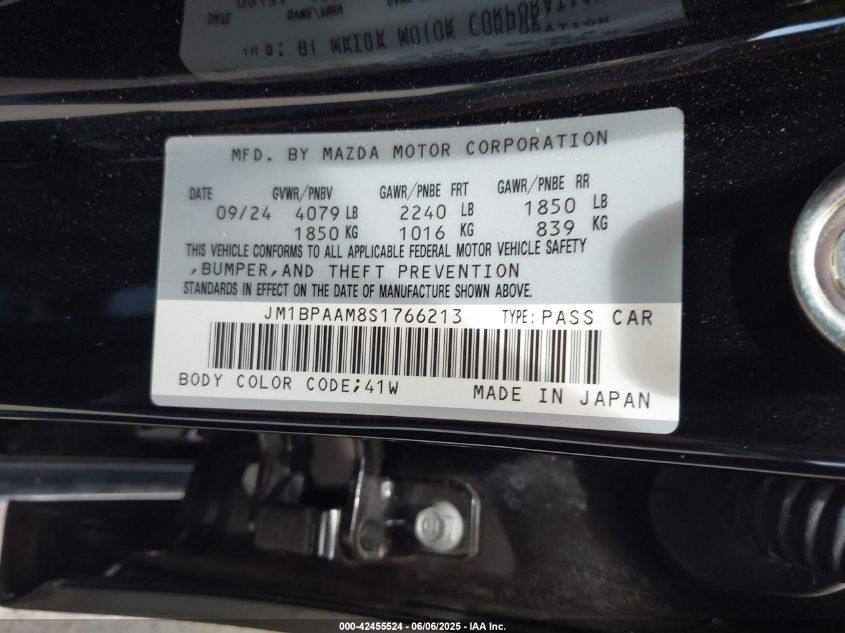 MFD. BY MAZDA MOTOR CORPORATION
DATE GVWR/PNBV GAWR/PNBE FRT GAWR/PNBE RR
09/24 4079 LB 2240 LB 1850 LB
1850 KG 1016 KG 839 KG
THIS VEHICLE CONFORMS TO ALL APPLICABLE FEDERAL MOTOR VEHICLE SAFETY
,BUMPER,AND THEFT PREVENTION
STANDARDS IN EFFECT ON THE DATE OF MANUFACTURE SHOWN ABOVE.
JM1BPAAM8S1766213 TYPE: PASS CAR
BODY COLOR CODE;41W MADE IN JAPAN
000-42455524 - 06/06/2025 - IAA Inc.